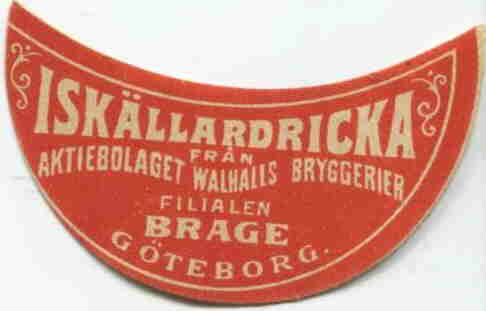 ISKÄLLARDRICKA
FRÅN
AKTIEBOLAGET WALHALLS BRYGGERIER
FILIALEN
BRAGE
GÖTEBORG.